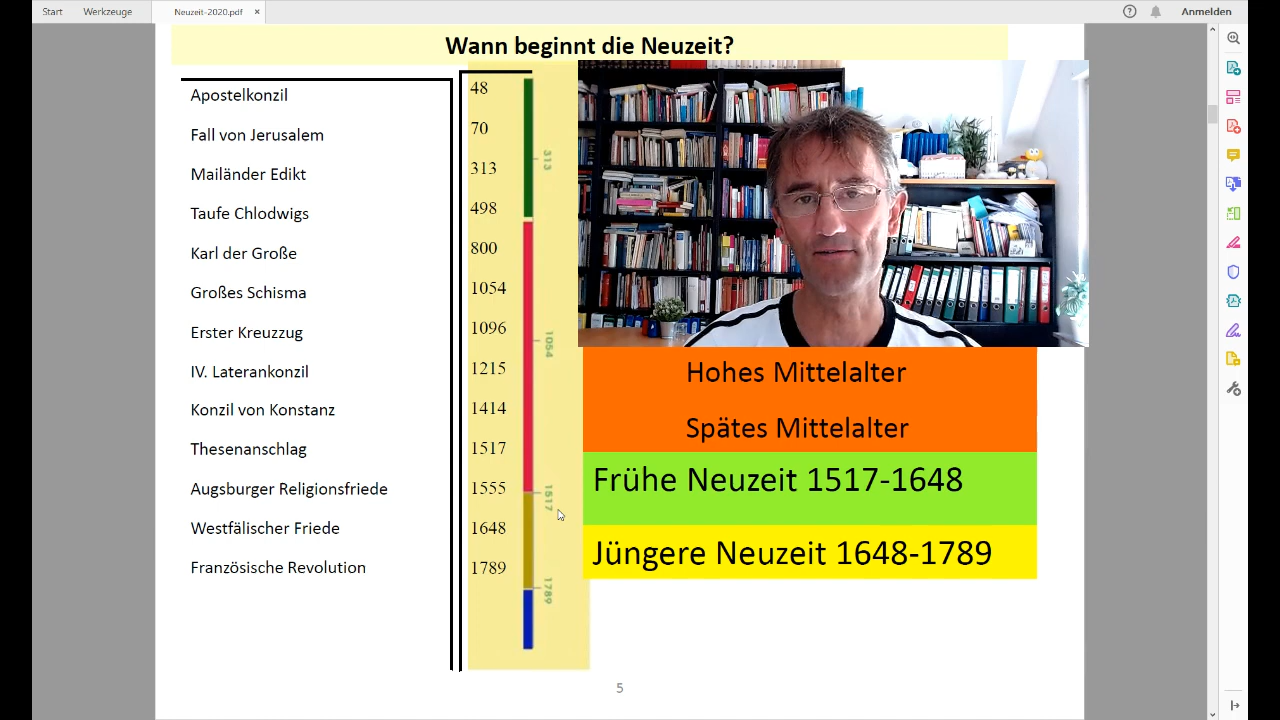 Start
Werkzeuge
Neuzeit-2020.pdf
×
Anmelden
Wann beginnt die Neuzeit?
Apostelkonzil 48
Fall von Jerusalem 70
Mailänder Edikt 313
313
Taufe Chlodwigs 498
Karl der Große 800
Großes Schisma 1054
Erster Kreuzzug 1096
1054
IV. Laterankonzil 1215
Hohes Mittelalter
Konzil von Konstanz 1414
Spätes Mittelalter
Thesenanschlag 1517
Frühe Neuzeit 1517-1648
Augsburger Religionsfriede 1555
1517
Westfälischer Friede 1648
Jüngere Neuzeit 1648-1789
Französische Revolution 1789
1789
5